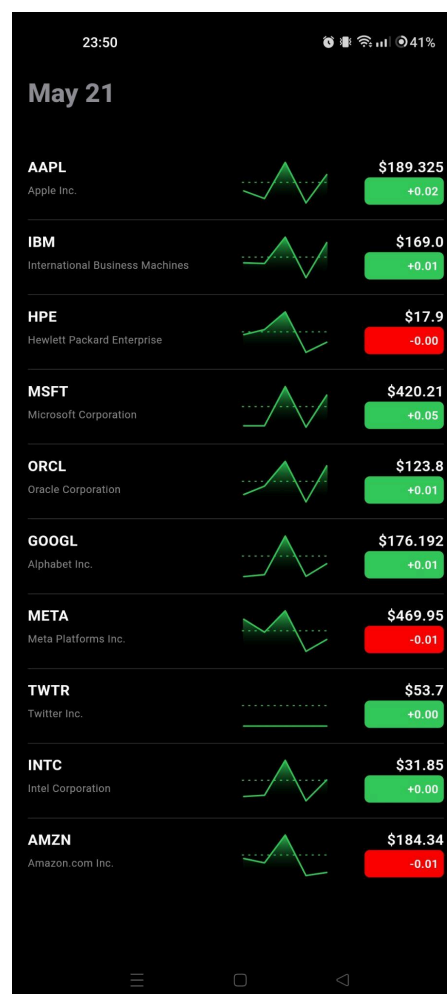 23:50 41%
May 21
AAPL $189.325
Apple Inc. +0.02
IBM $169.0
International Business Machines +0.01
HPE $17.9
Hewlett Packard Enterprise -0.00
MSFT $420.21
Microsoft Corporation +0.05
ORCL $123.8
Oracle Corporation +0.01
GOOGL $176.192
Alphabet Inc. +0.01
META $469.95
Meta Platforms Inc. -0.01
TWTR $53.7
Twitter Inc. +0.00
INTC $31.85
Intel Corporation +0.00
AMZN $184.34
Amazon.com Inc. -0.01